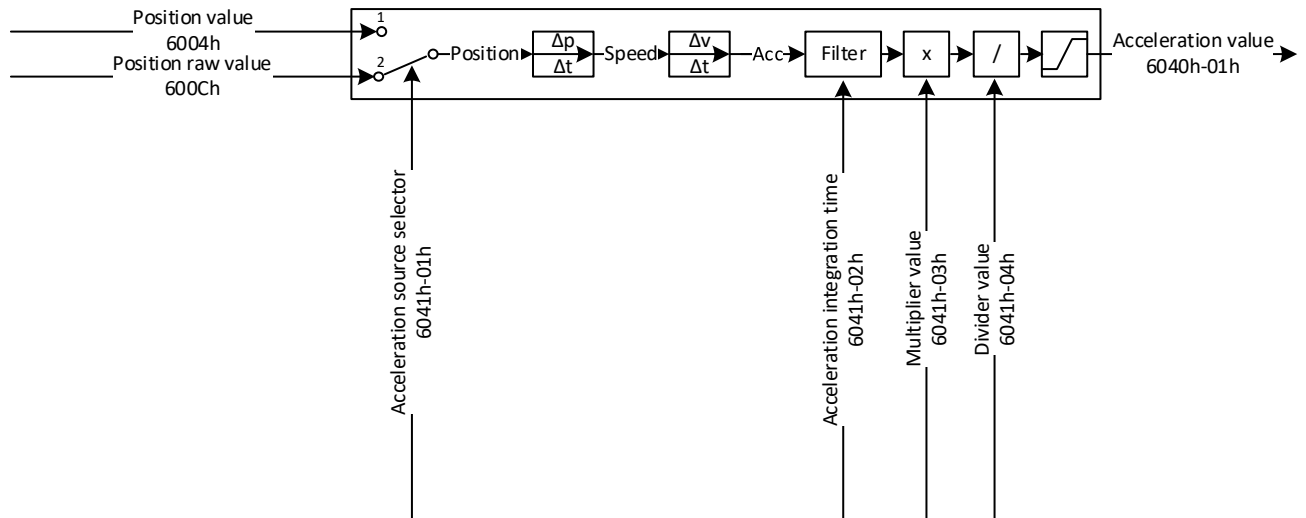 Position value
6004h
Position raw value
600Ch
1
2
Position
Δp
Δt
Speed
Δv
Δt
Acc
Filter
x
/
Acceleration value
6040h-01h
Acceleration source selector
6041h-01h
Acceleration integration time
6041h-02h
Multiplier value
6041h-03h
Divider value
6041h-04h